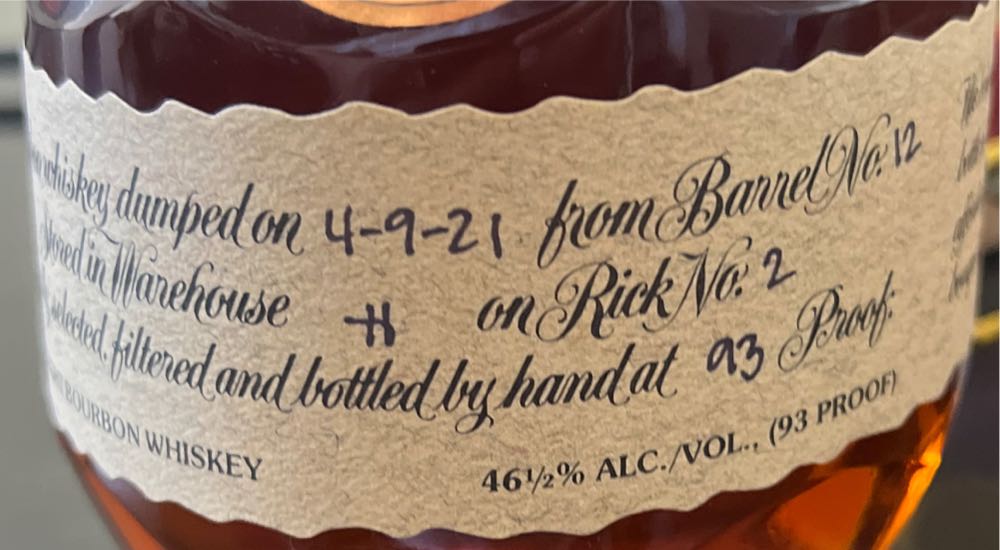 whiskey dumped on 4-9-21 from Barrel No. 12
Stored in Warehouse H on Rick No. 2
selected, filtered and bottled by hand at 93 Proof.
BOURBON WHISKEY 46½% ALC./VOL., (93 PROOF)